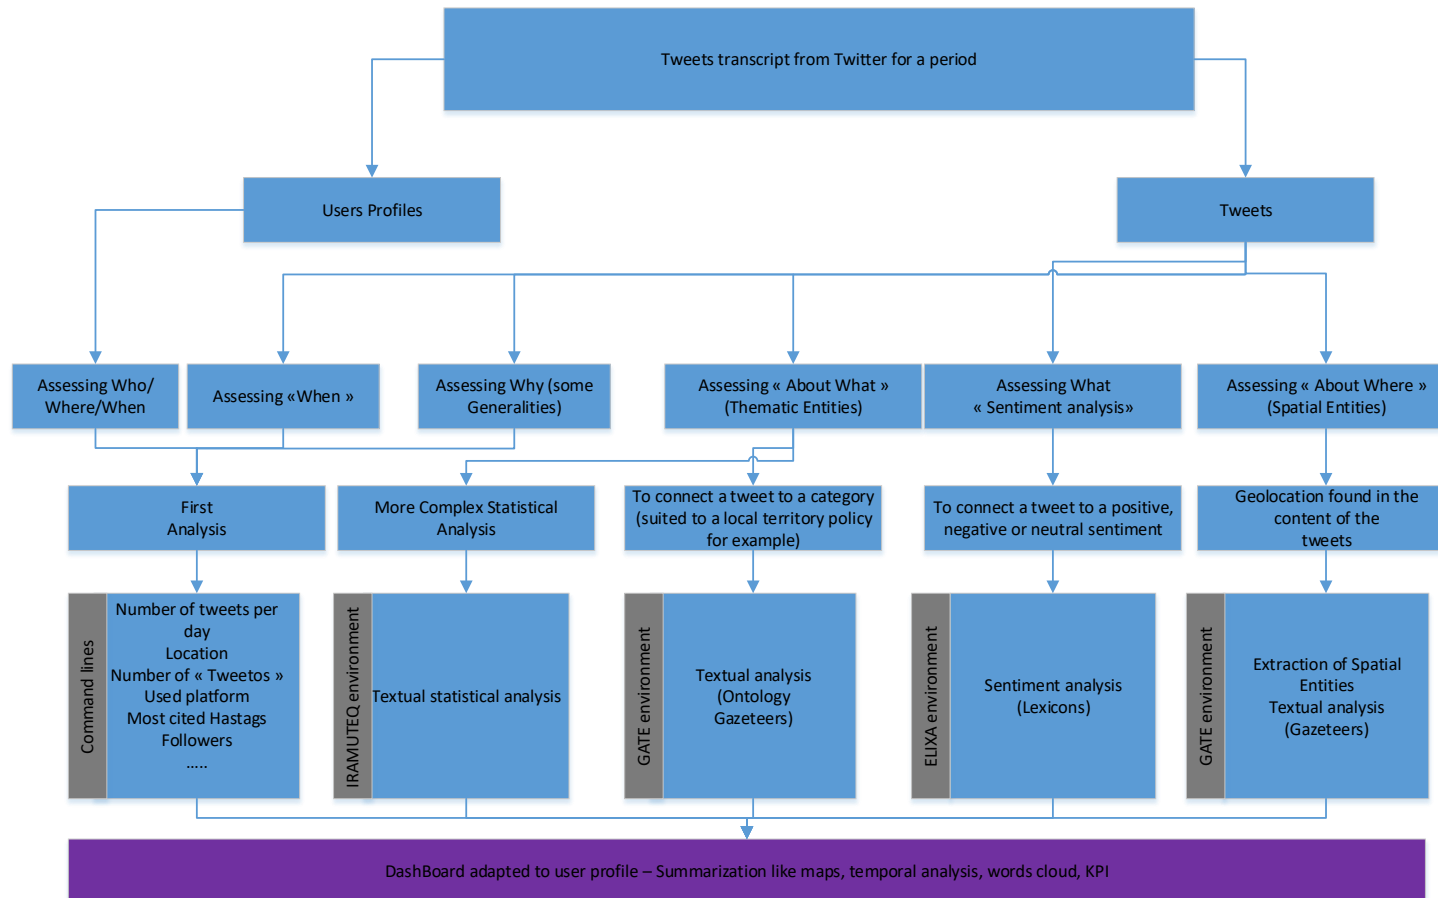 Tweets transcript from Twitter for a period
Users Profiles
Tweets
Assessing Who/
Where/When
Assessing «When »
Assessing Why (some
Generalities)
Assessing « About What »
(Thematic Entities)
Assessing What
« Sentiment analysis»
Assessing « About Where »
(Spatial Entities)
First
Analysis
More Complex Statistical
Analysis
To connect a tweet to a category
(suited to a local territory policy
for example)
To connect a tweet to a positive,
negative or neutral sentiment
Geolocation found in the
content of the
tweets
Command lines
Number of tweets per
day
Location
Number of « Tweetos »
Used platform
Most cited Hastags
Followers
…..
IRAMUTEQ environment
Textual statistical analysis
GATE environment
Textual analysis
(Ontology
Gazeteers)
ELIXA environment
Sentiment analysis
(Lexicons)
GATE environment
Extraction of Spatial
Entities
Textual analysis
(Gazeteers)
DashBoard adapted to user profile – Summarization like maps, temporal analysis, words cloud, KPI